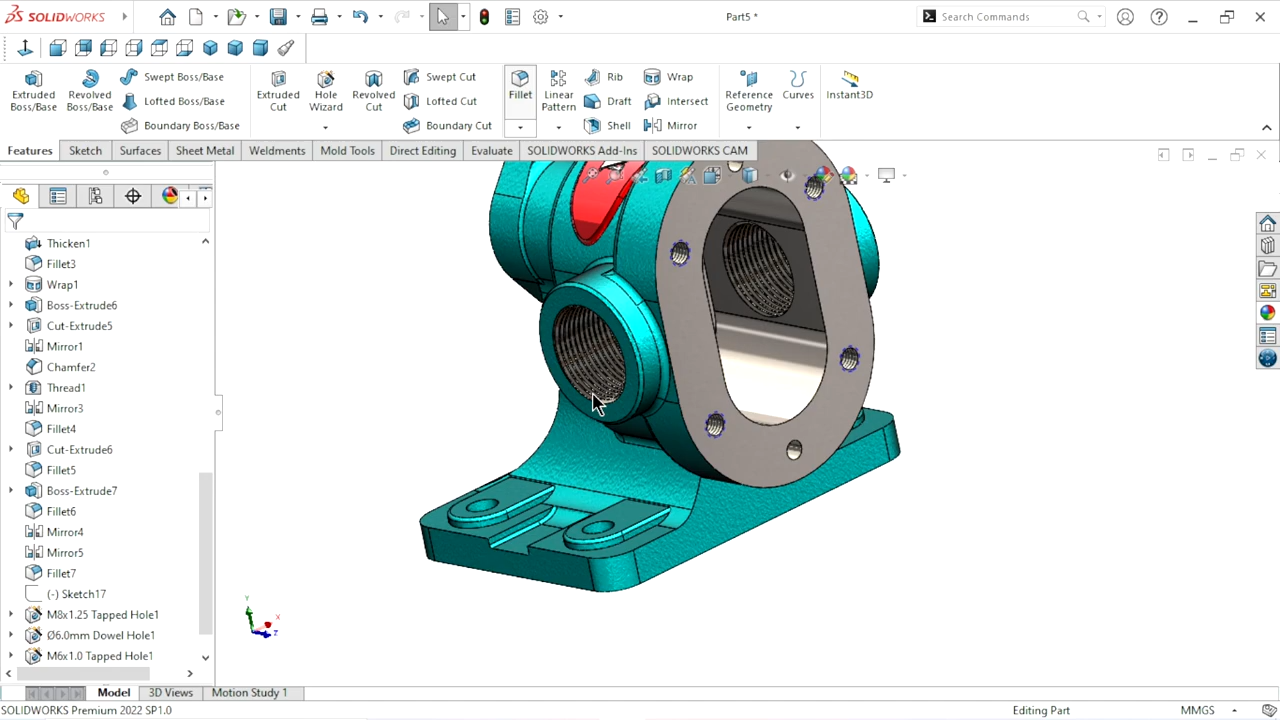 SOLIDWORKS
Part5 *
Search Commands
Extruded Boss/Base
Revolved Boss/Base
Swept Boss/Base
Lofted Boss/Base
Boundary Boss/Base
Extruded Cut
Hole Wizard
Revolved Cut
Swept Cut
Lofted Cut
Boundary Cut
Fillet
Linear Pattern
Rib
Draft
Shell
Wrap
Intersect
Mirror
Reference Geometry
Curves
Instant3D
Features
Sketch
Surfaces
Sheet Metal
Weldments
Mold Tools
Direct Editing
Evaluate
SOLIDWORKS Add-Ins
SOLIDWORKS CAM
Thicken1
Fillet3
Wrap1
Boss-Extrude6
Cut-Extrude5
Mirror1
Chamfer2
Thread1
Mirror3
Fillet4
Cut-Extrude6
Fillet5
Boss-Extrude7
Fillet6
Mirror4
Mirror5
Fillet7
(-) Sketch17
M8x1.25 Tapped Hole1
Ø6.0mm Dowel Hole1
M6x1.0 Tapped Hole1
Y
X
Z
Model
3D Views
Motion Study 1
SOLIDWORKS Premium 2022 SP1.0
Editing Part
MMGS